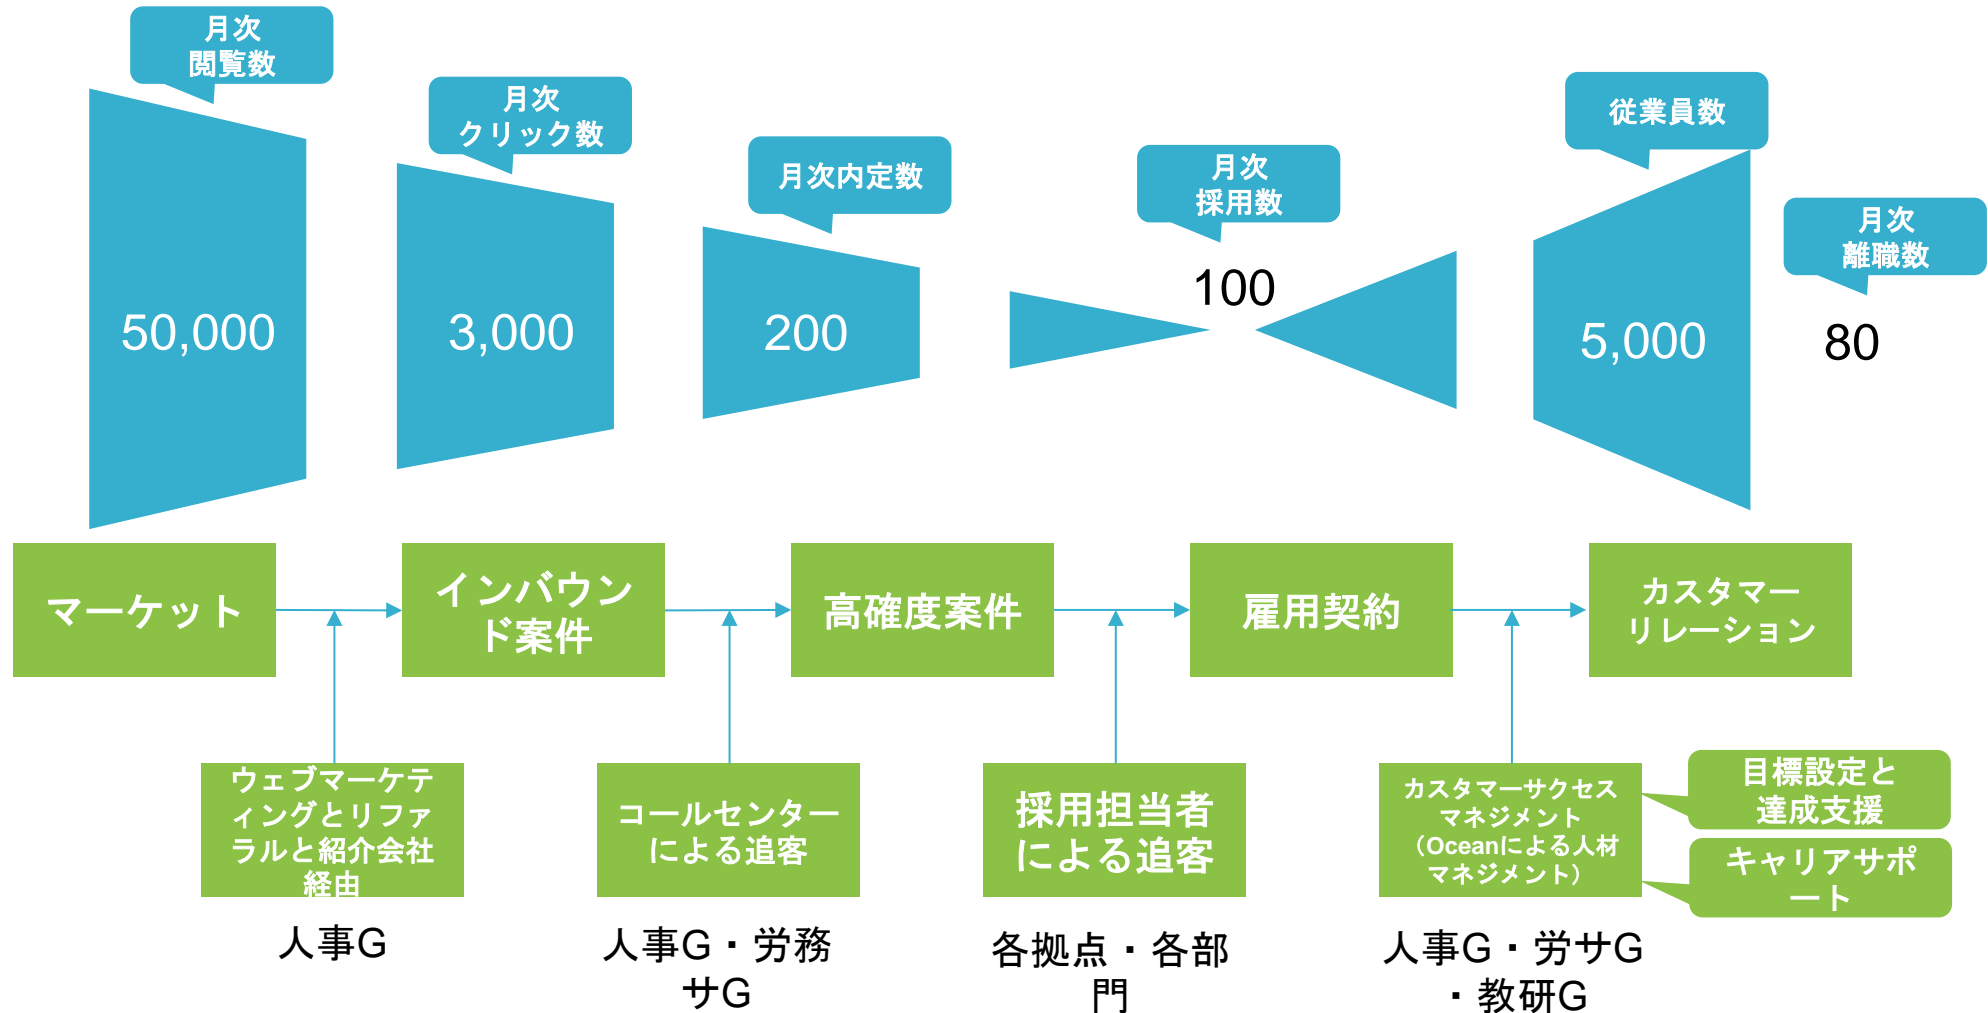 月次
閲覧数
月次
クリック数
月次内定数
月次
採用数
従業員数
月次
離職数
50,000
3,000
200
100
5,000
80
マーケット
インバウン
ド案件
高確度案件
雇用契約
カスタマー
リレーション
ウェブマーケテ
ィングとリファ
ラルと紹介会社
経由
コールセンター
による追客
採用担当者
による追客
カスタマーサクセス
マネジメント
（Oceanによる人材
マネジメント）
目標設定と
達成支援
キャリアサポ
ート
人事G
人事G・労務
サG
各拠点・各部
門
人事G・労サG
・教研G